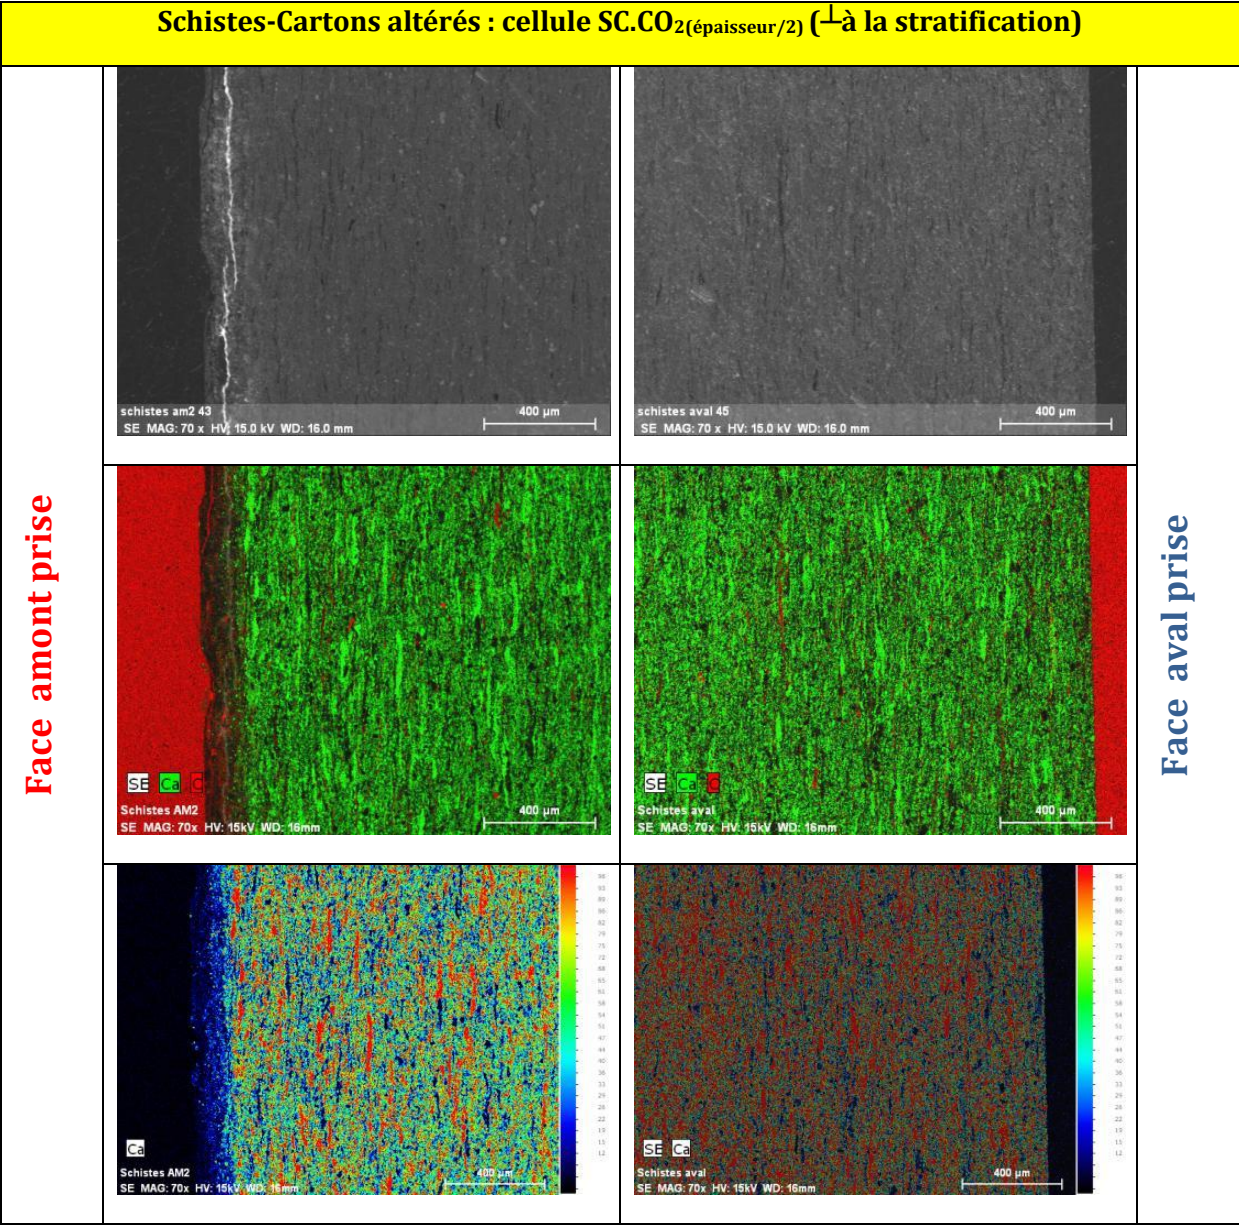 Schistes-Cartons altérés : cellule SC.CO2(épaisseur/2) (┴à la stratification)
Face amont prise
schistes am2 43
400 µm
SE MAG: 70 x HV: 15.0 kV WD: 16.0 mm
schistes aval 45
400 µm
SE MAG: 70 x HV: 15.0 kV WD: 16.0 mm
SE Ca C
Schistes AM2
400 µm
SE MAG: 70x HV: 15kV WD: 16mm
SE Ca C
Schistes aval
400 µm
SE MAG: 70x HV: 15kV WD: 16mm
Ca
Schistes AM2
400 µm
SE MAG: 70x HV: 15kV WD: 16mm
SE Ca
Schistes aval
400 µm
SE MAG: 70x HV: 15kV WD: 16mm
Face aval prise